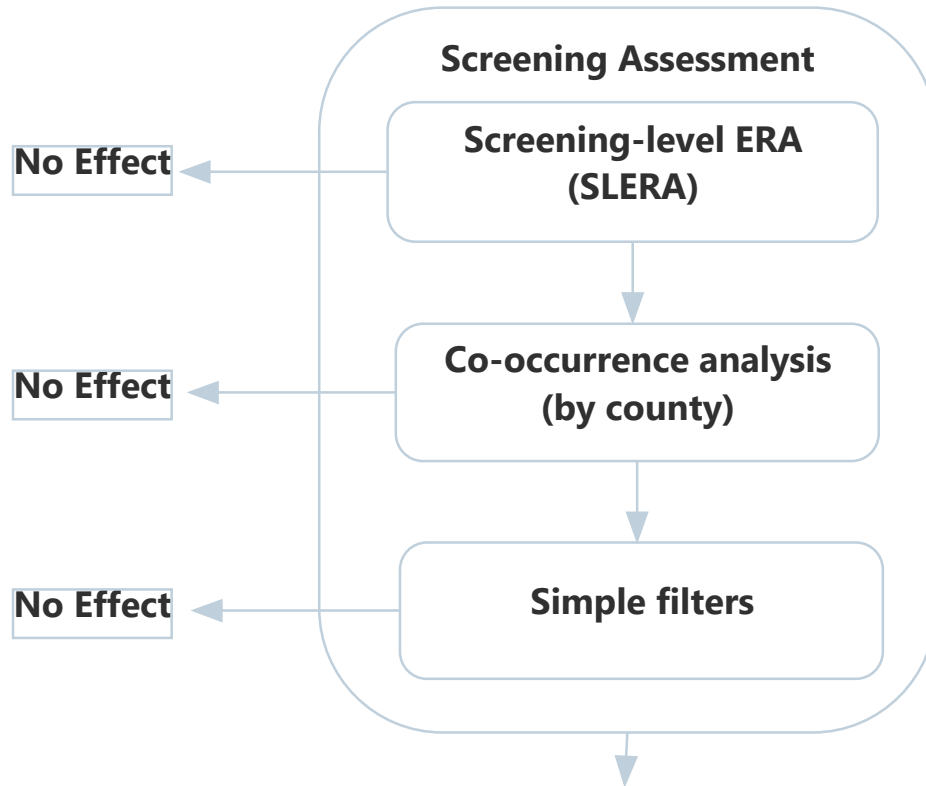 Screening Assessment
Screening-level ERA
(SLERA)
No Effect
Co-occurrence analysis
(by county)
No Effect
Simple filters
No Effect